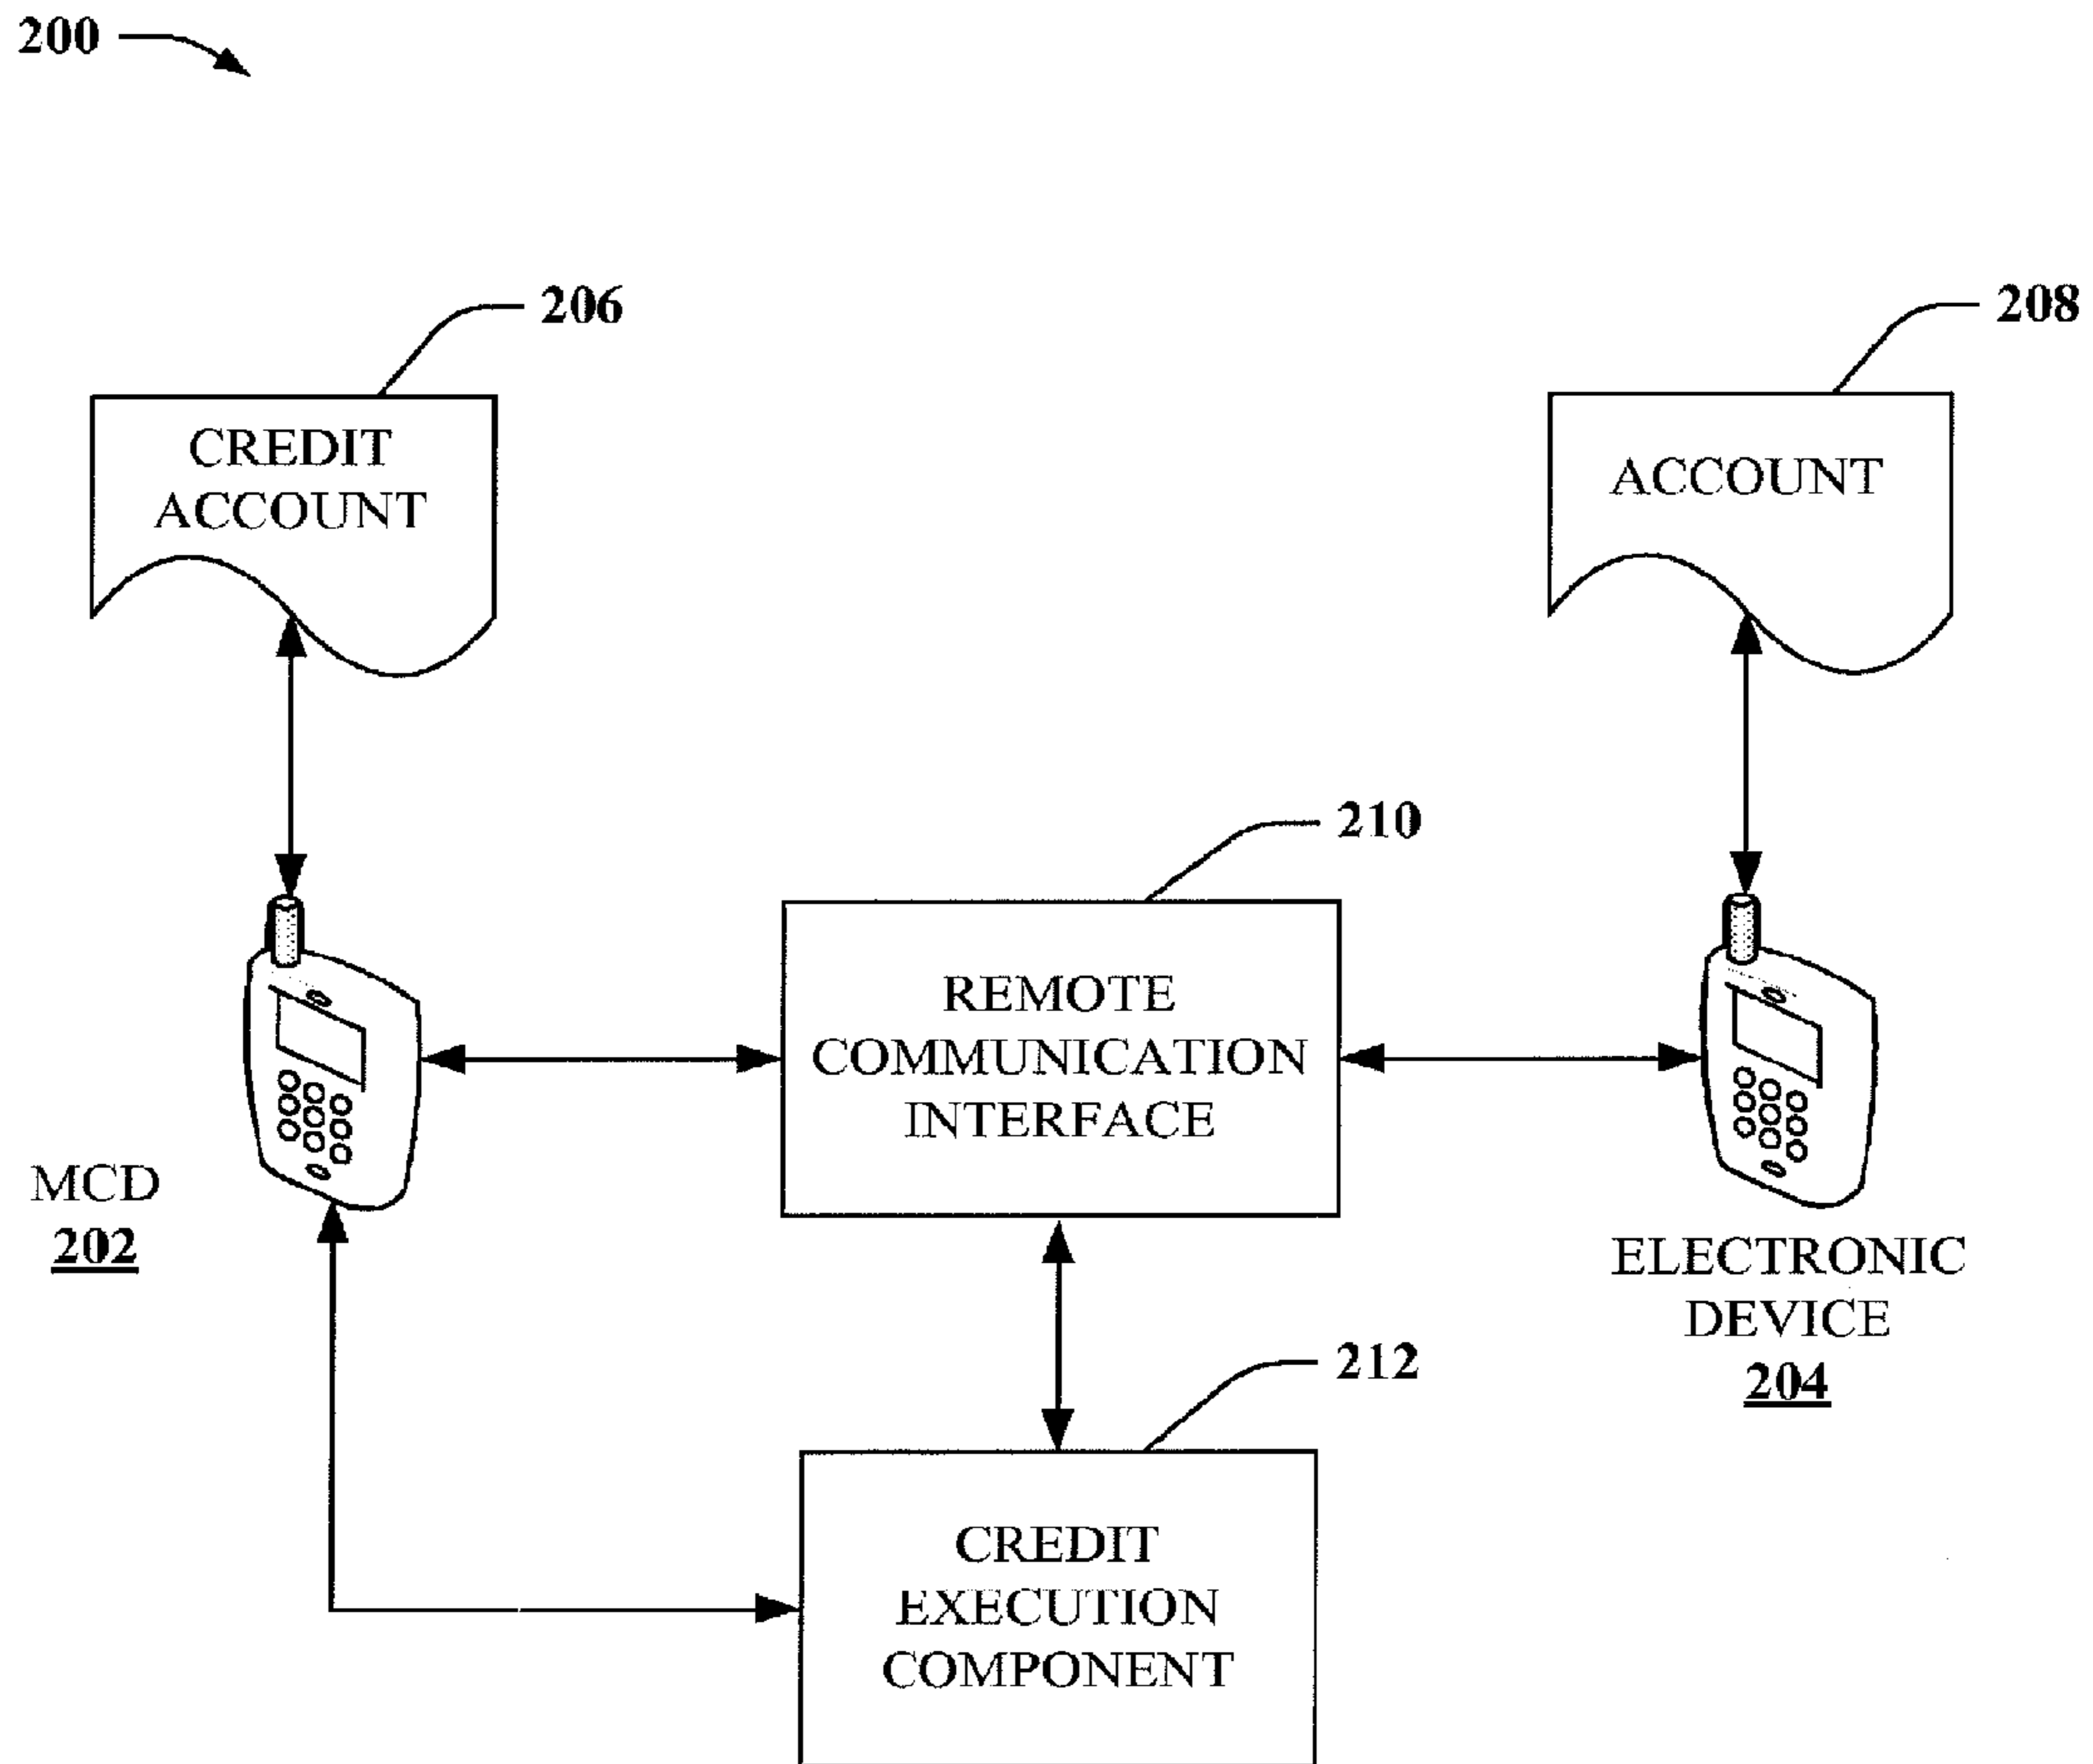 200
206
208
CREDIT
ACCOUNT
ACCOUNT
210
REMOTE
COMMUNICATION
INTERFACE
MCD
202
ELECTRONIC
DEVICE
204
212
CREDIT
EXECUTION
COMPONENT